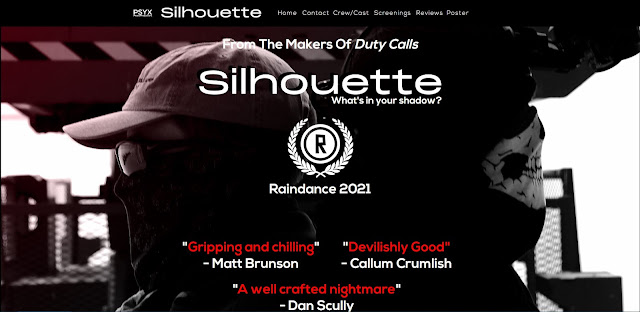 PSYX Silhouette Home Contact Crew/Cast Screenings Reviews Poster
From The Makers Of Duty Calls
Silhouette
What's in your shadow?
R
Raindance 2021
"Gripping and chilling" "Devilishly Good"
- Matt Brunson - Callum Crumlish
"A well crafted nightmare"
- Dan Scully